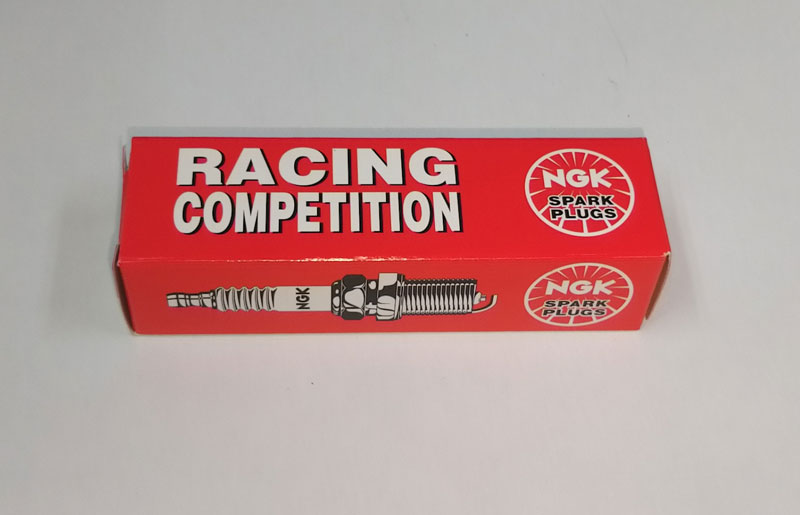 RACING
COMPETITION
NGK
SPARK
PLUGS
NGK
NGK
SPARK
PLUGS